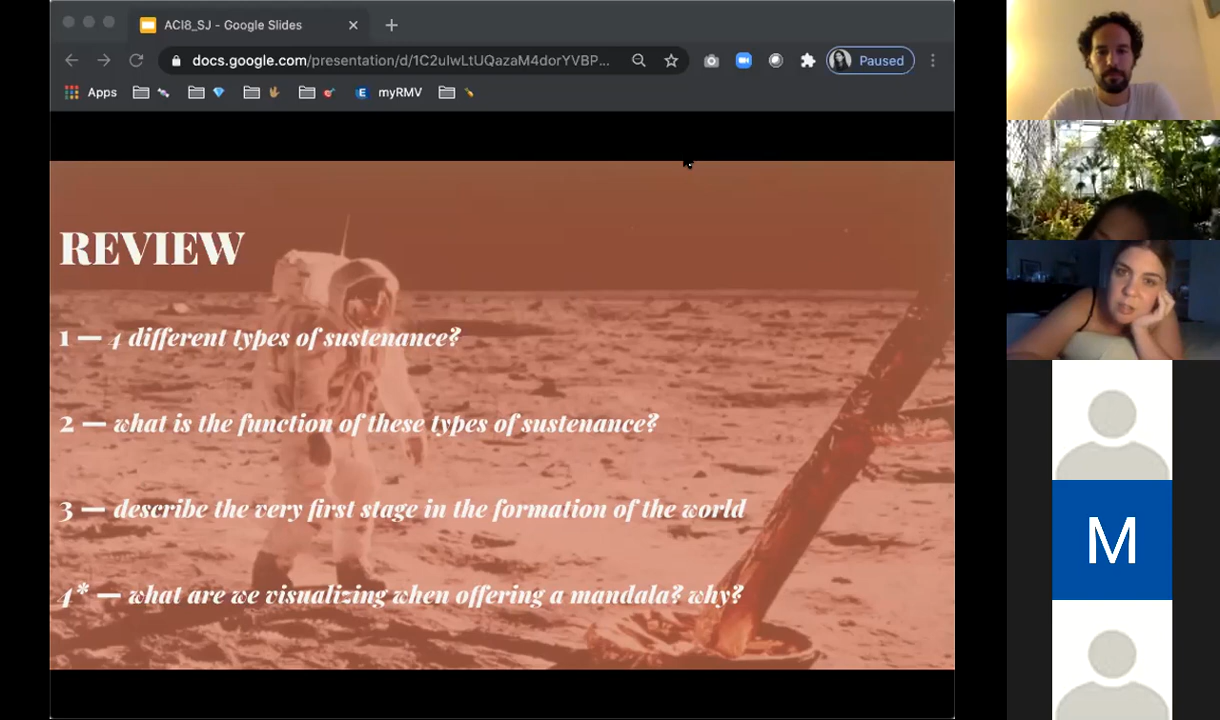 ACI8_SJ - Google Slides
docs.google.com/presentation/d/1C2ulwLtUQazaM4dorYVBP...
Paused
Apps
E
myRMV
REVIEW
1 — 4 different types of sustenance?
2 — what is the function of these types of sustenance?
3 — describe the very first stage in the formation of the world
4* — what are we visualizing when offering a mandala? why?
M